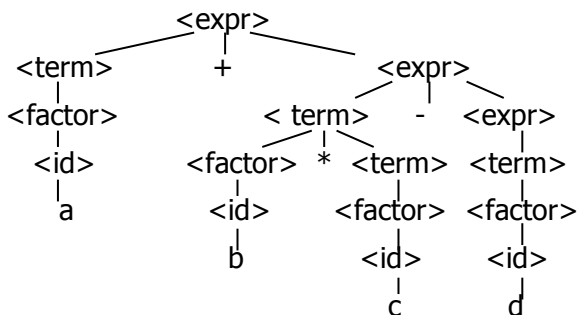 <expr>
<term> + <expr>
<factor> < term> - <expr>
<id> <factor> * <term> <term>
a <id> <factor> <factor>
b <id> <id>
c d